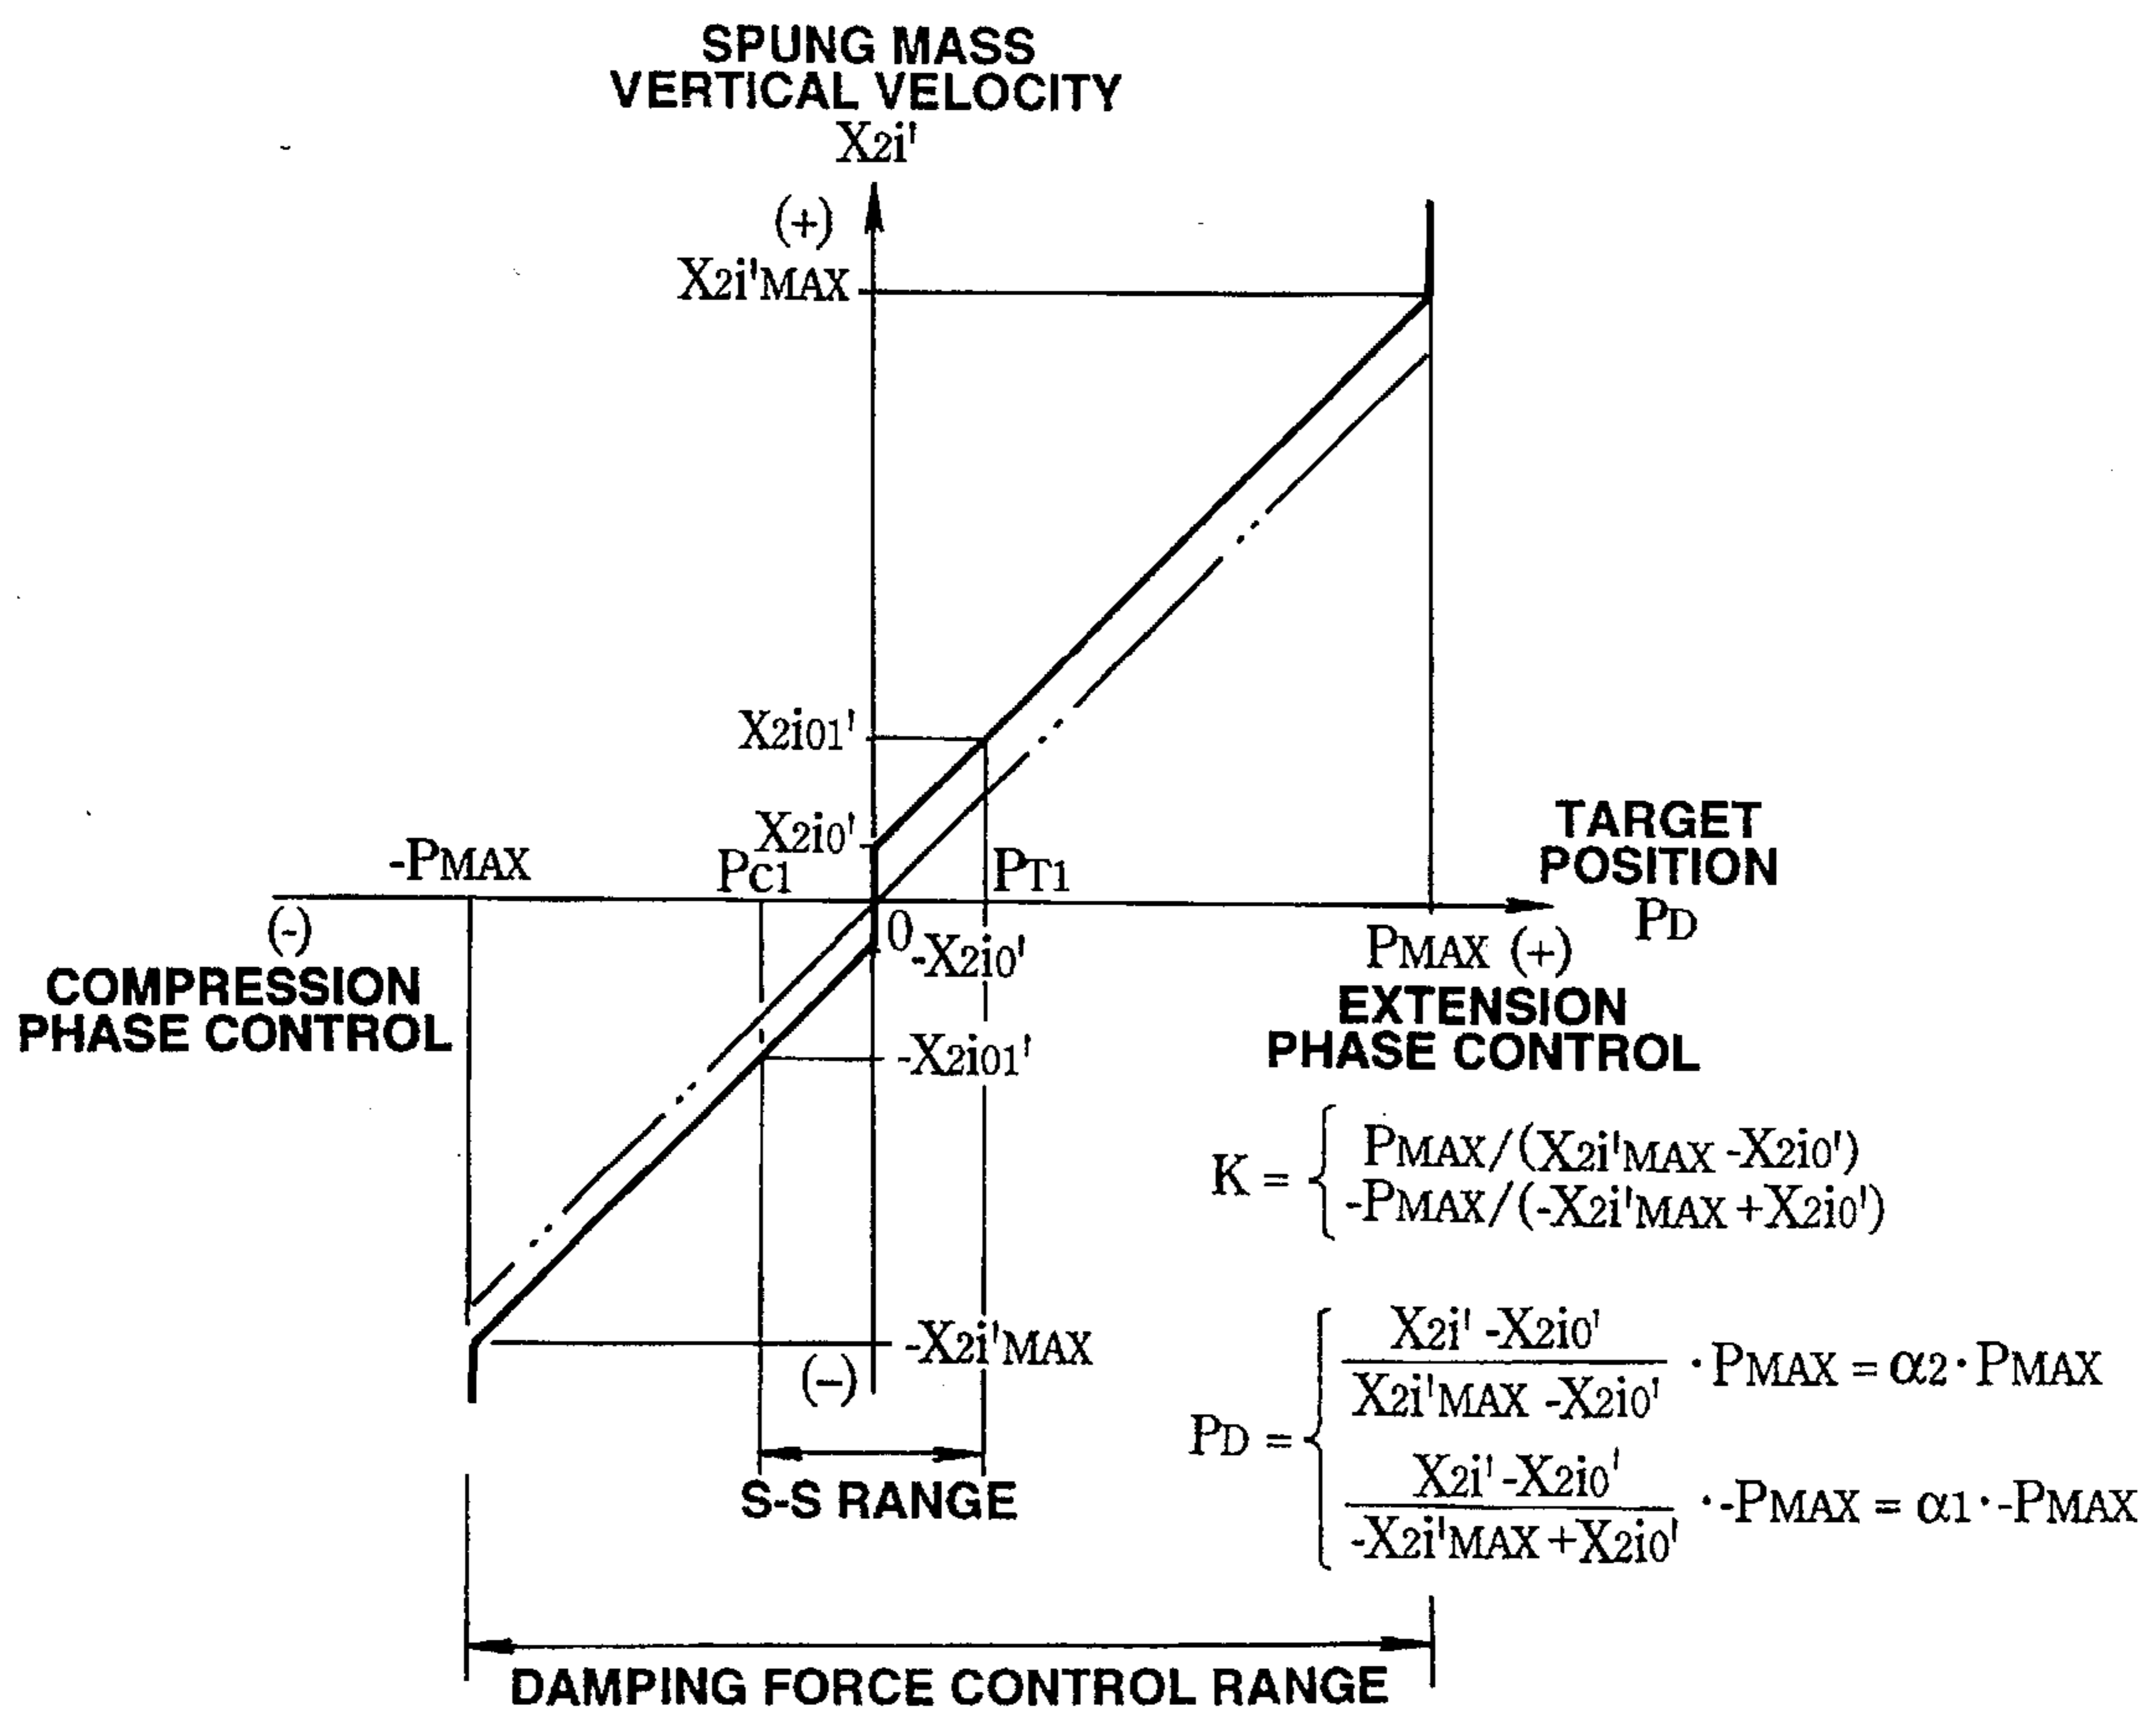 SPUNG MASS
VERTICAL VELOCITY
X2i'
(+)
X2i'MAX
X2i01'
X2i0'
-PMAX
PC1
PT1
TARGET
POSITION
PD
(-)
0
-X2i0'
PMAX (+)
COMPRESSION
PHASE CONTROL
EXTENSION
PHASE CONTROL
-X2i01'
K = { PMAX/(X2i'MAX -X2i0')
-PMAX/(-X2i'MAX +X2i0')
-X2i'MAX
(-)
PD = { X2i' -X2i0'
X2i'MAX -X2i0'
· PMAX = α2 · PMAX
X2i' -X2i0'
-X2i'MAX +X2i0'
· -PMAX = α1 · -PMAX
S-S RANGE
DAMPING FORCE CONTROL RANGE